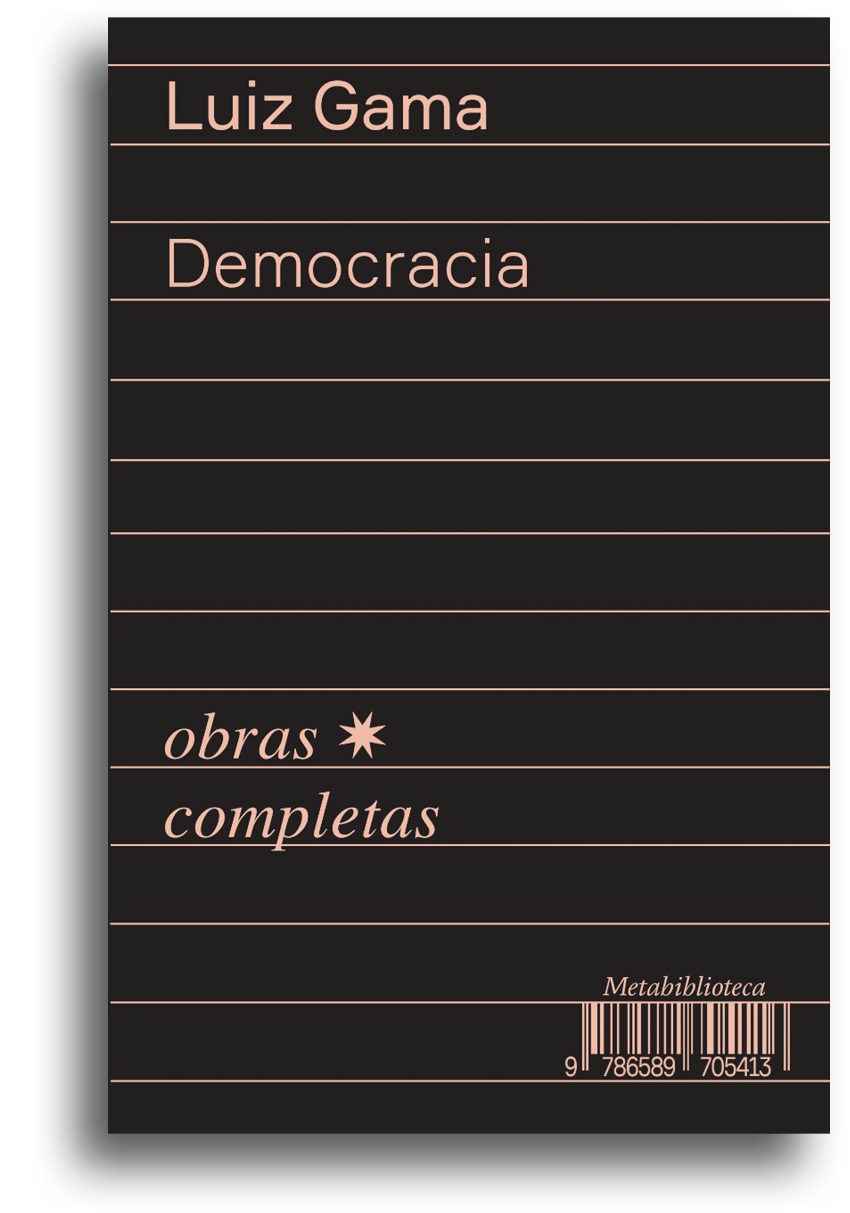 Luiz Gama
Democracia
obras ✷
completas
Metabiblioteca
9 786589 705413